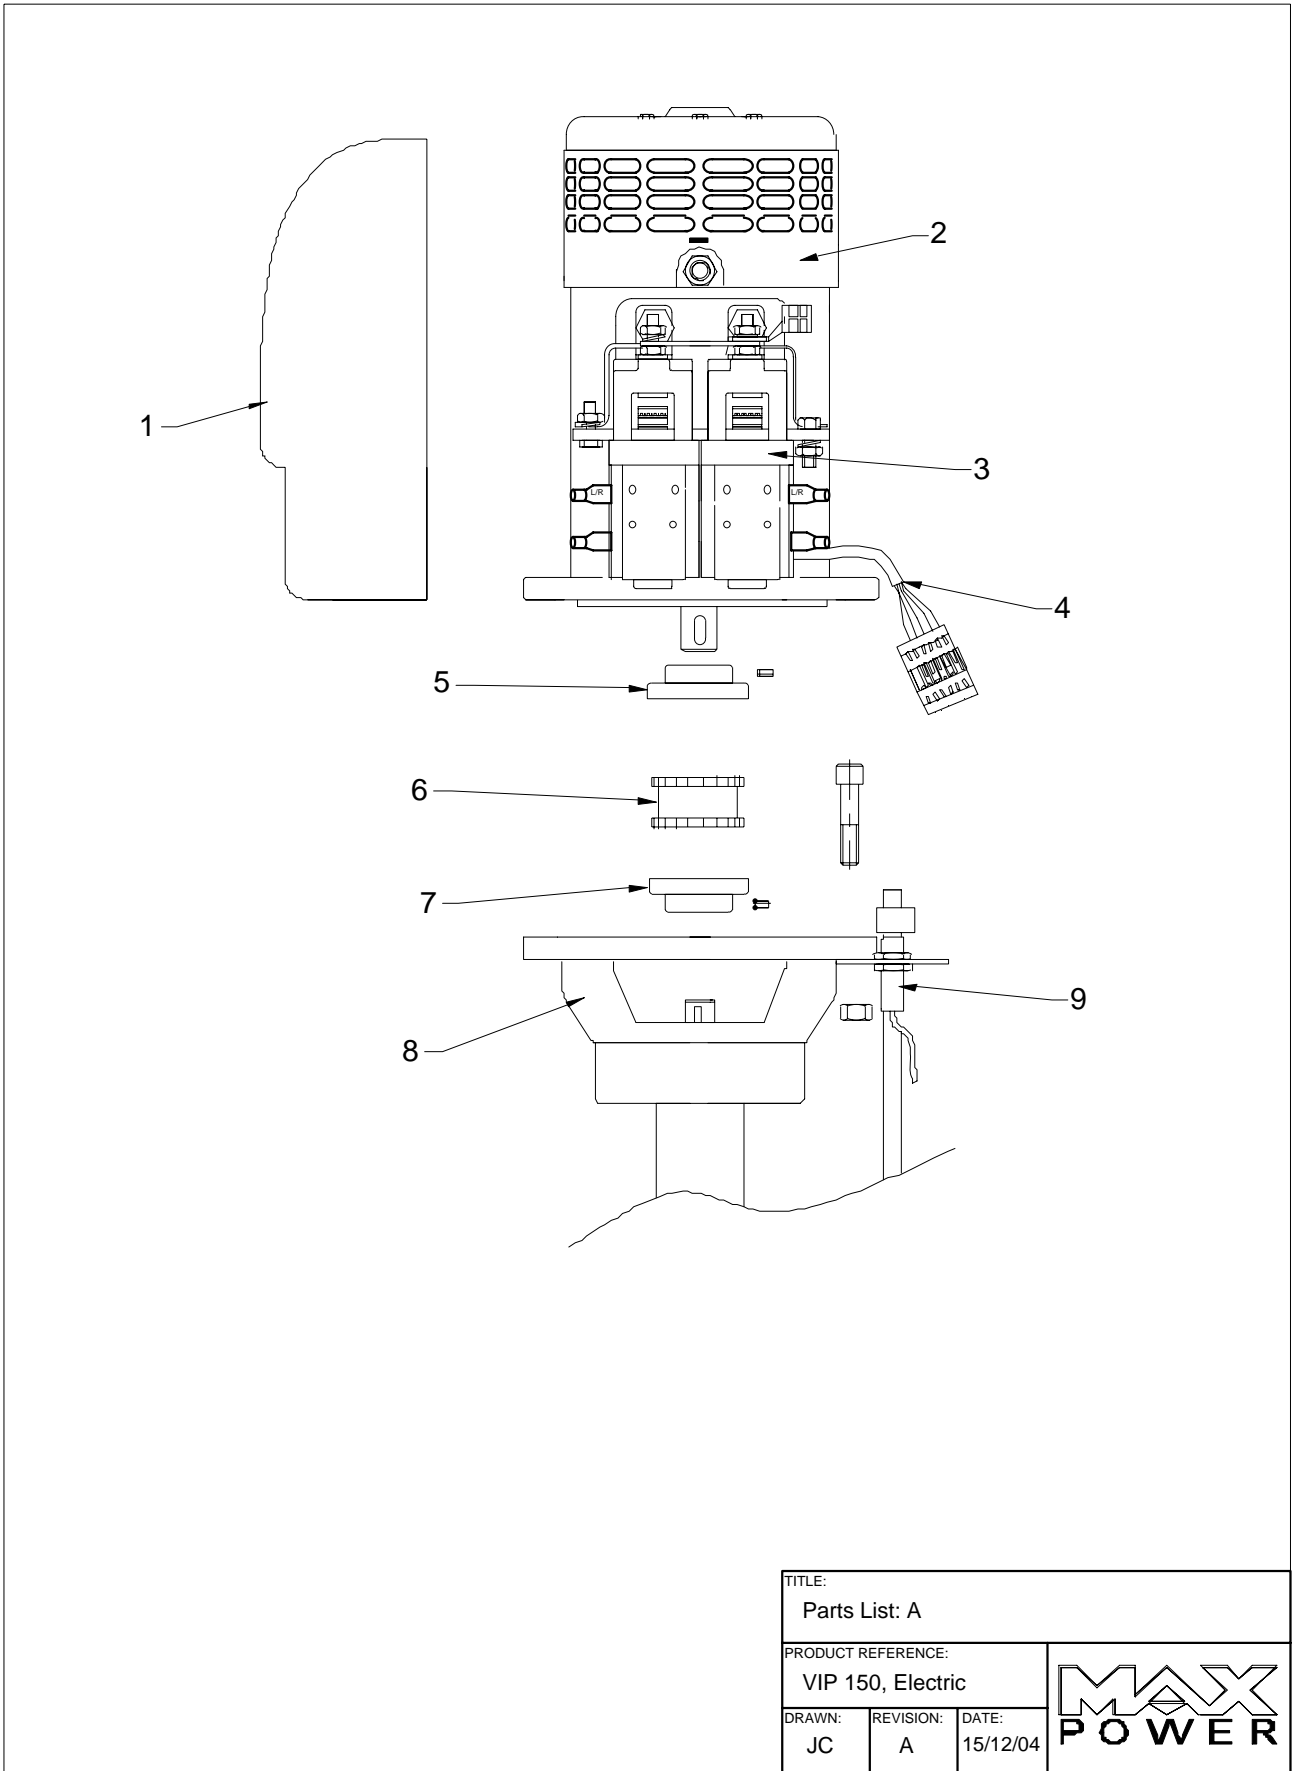 2
1
3
L/R
L/R
4
5
6
7
9
8
TITLE:
Parts List: A
PRODUCT REFERENCE:
VIP 150, Electric
DRAWN:
JC
REVISION:
A
DATE:
15/12/04
MAX
POWER